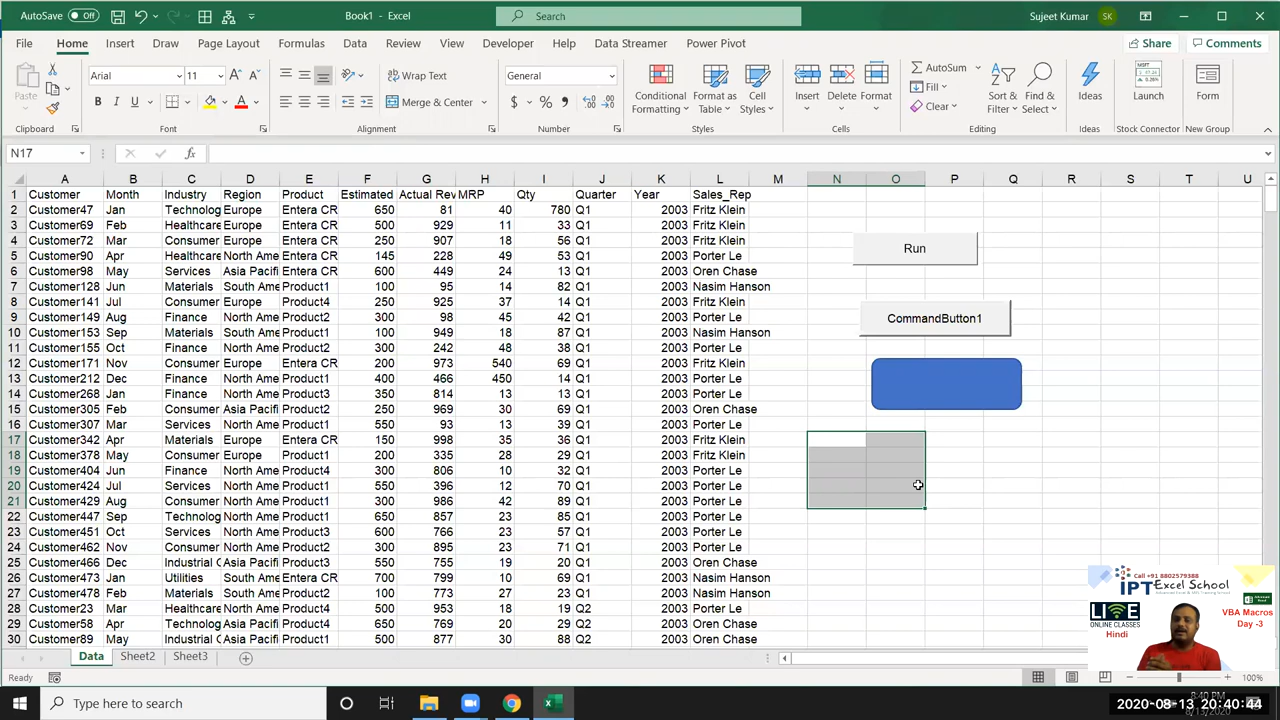 AutoSave Off Book1 - Excel Search Sujeet Kumar SK
File Home Insert Draw Page Layout Formulas Data Review View Developer Help Data Streamer Power Pivot Share Comments
Paste Arial 11 Wrap Text General Conditional Formatting Format as Table Cell Styles Insert Delete Format AutoSum Sort & Filter Find & Select Ideas Launch Form
B I U Merge & Center $ % Fill Clear
Clipboard Font Alignment Number Styles Cells Editing Ideas Stock Connector New Group
N17 fx
A B C D E F G H I J K L M N O P Q R S T U
1 Customer Month Industry Region Product Estimated Actual Rev MRP Qty Quarter Year Sales_Rep
2 Customer47 Jan Technolog Europe Entera CR 650 81 40 780 Q1 2003 Fritz Klein
3 Customer69 Feb Healthcare Europe Entera CR 500 929 11 33 Q1 2003 Fritz Klein
4 Customer72 Mar Consumer Europe Entera CR 250 907 18 56 Q1 2003 Fritz Klein
5 Customer90 Apr Healthcare Europe Entera CR 145 228 49 53 Q1 2003 Porter Le
6 Customer98 May Services Asia Pacifi Entera CR 600 449 24 13 Q1 2003 Oren Chase
7 Customer128 Jun Materials South Ame Product1 100 95 14 82 Q1 2003 Nasim Hanson
8 Customer141 Jul Consumer Europe Product4 250 925 37 14 Q1 2003 Fritz Klein
9 Customer149 Aug Finance North Ame Product2 300 98 45 42 Q1 2003 Porter Le
10 Customer153 Sep Materials South Ame Product1 100 949 18 87 Q1 2003 Nasim Hanson
11 Customer155 Oct Finance North Ame Product2 300 242 48 38 Q1 2003 Porter Le
12 Customer171 Nov Consumer Europe Entera CR 200 973 540 69 Q1 2003 Fritz Klein
13 Customer212 Dec Finance North Ame Product1 400 466 450 14 Q1 2003 Porter Le
14 Customer268 Jan Finance North Ame Product3 350 814 13 13 Q1 2003 Porter Le
15 Customer305 Feb Consumer Asia Pacifi Product2 250 969 30 69 Q1 2003 Oren Chase
16 Customer307 Mar Services North Ame Product1 550 93 13 39 Q1 2003 Porter Le
17 Customer342 Apr Materials Europe Entera CR 150 998 35 36 Q1 2003 Fritz Klein
18 Customer378 May Consumer Europe Product1 200 335 28 29 Q1 2003 Fritz Klein
19 Customer404 Jun Finance North Ame Product4 300 806 10 32 Q1 2003 Porter Le
20 Customer424 Jul Services North Ame Product1 550 396 12 70 Q1 2003 Porter Le
21 Customer429 Aug Consumer North Ame Product1 300 986 42 89 Q1 2003 Porter Le
22 Customer447 Sep Technolog North Ame Product1 650 857 23 85 Q1 2003 Porter Le
23 Customer451 Oct Services North Ame Product2 600 766 23 57 Q1 2003 Porter Le
24 Customer462 Nov Consumer North Ame Product2 300 895 23 71 Q1 2003 Porter Le
25 Customer466 Dec Industrial G Asia Pacifi Product3 550 755 19 20 Q1 2003 Oren Chase
26 Customer473 Jan Utilities South Ame Entera CR 700 799 10 69 Q1 2003 Nasim Hanson
27 Customer478 Feb Materials South Ame Product2 100 773 27 23 Q1 2003 Nasim Hanson
28 Customer23 Mar Healthcare North Ame Product4 500 953 18 19 Q2 2003 Porter Le
29 Customer58 Apr Technolog Asia Pacifi Product4 650 769 20 29 Q2 2003 Oren Chase
30 Customer89 May Industrial G Asia Pacifi Product1 500 877 30 88 Q2 2003 Oren Chase
Run
CommandButton1
Call +91 8802579388
IPT Excel School
LIVE
ONLINE CLASSES
Hindi
VBA Macros
Day -3
Data Sheet2 Sheet3
Ready 100%
Type here to search
8:40 PM
8/13/2020
2020-08-13 20:40:44